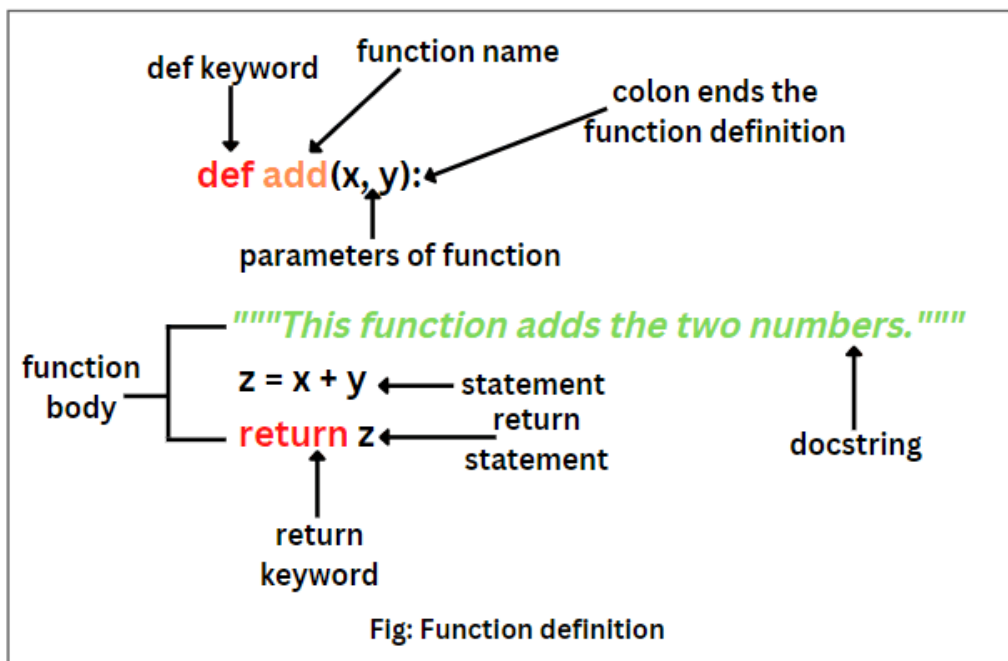 function name
def keyword
colon ends the
function definition
def add(x, y):
parameters of function
"""This function adds the two numbers."""
function
body
z = x + y
statement
return z
return
statement
docstring
return
keyword
Fig: Function definition